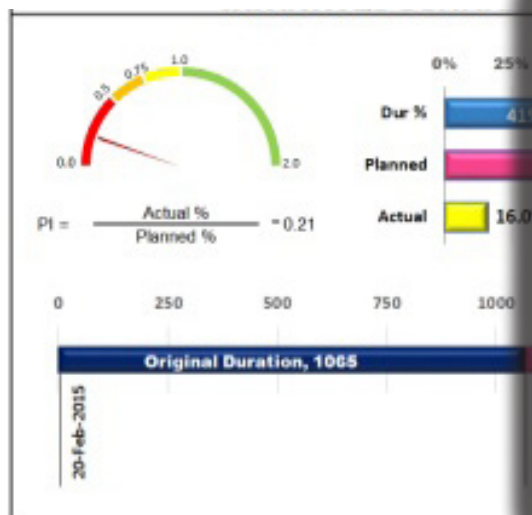 0.0 0.5 0.75 1.0 2.0
PI = Actual % / Planned % = 0.21
0% 25%
Dur % 41%
Planned
Actual 16.0
0 250 500 750 1000
Original Duration, 1065
20-Feb-2015